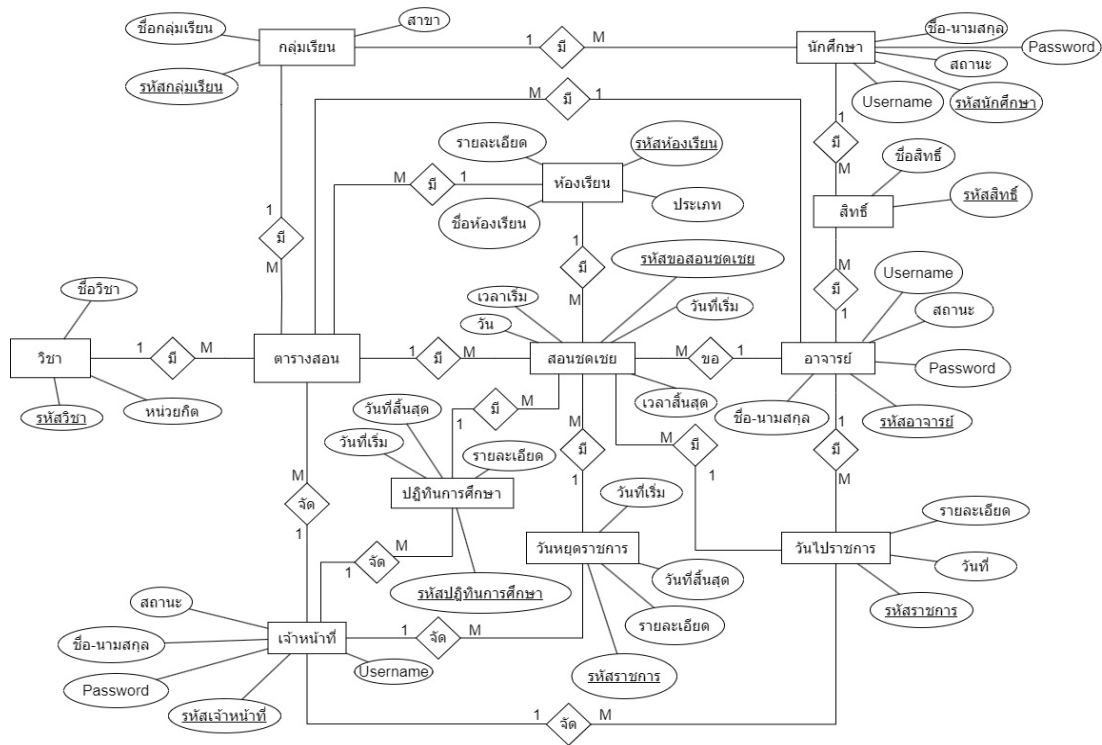 ชื่อกลุ่มเรียน
สาขา
กลุ่มเรียน
รหัสกลุ่มเรียน
1
มี
M
ชื่อ-นามสกุล
นักศึกษา
Password
สถานะ
Username
รหัสนักศึกษา
M
มี
1
1
มี
M
รายละเอียด
รหัสห้องเรียน
ห้องเรียน
M
มี
1
ชื่อห้องเรียน
ประเภท
ชื่อสิทธิ์
รหัสสิทธิ์
สิทธิ์
1
มี
M
1
มี
M
M
มี
1
รหัสขอสอนชดเชย
เวลาเริ่ม
วันที่เริ่ม
วัน
Username
สถานะ
ชื่อวิชา
วิชา
1
มี
M
ตารางสอน
1
มี
M
สอนชดเชย
M
ขอ
1
อาจารย์
Password
รหัสวิชา
หน่วยกิต
เวลาสิ้นสุด
ชื่อ-นามสกุล
รหัสอาจารย์
วันที่สิ้นสุด
1
มี
M
M
มี
1
M
มี
1
1
มี
M
วันที่เริ่ม
รายละเอียด
ปฎิทินการศึกษา
M
จัด
1
วันที่เริ่ม
รายละเอียด
วันหยุดราชการ
วันไปราชการ
วันที่
1
จัด
M
รหัสปฎิทินการศึกษา
วันที่สิ้นสุด
รหัสราชการ
สถานะ
รายละเอียด
ชื่อ-นามสกุล
เจ้าหน้าที่
1
จัด
M
Username
รหัสราชการ
Password
รหัสเจ้าหน้าที่
1
จัด
M